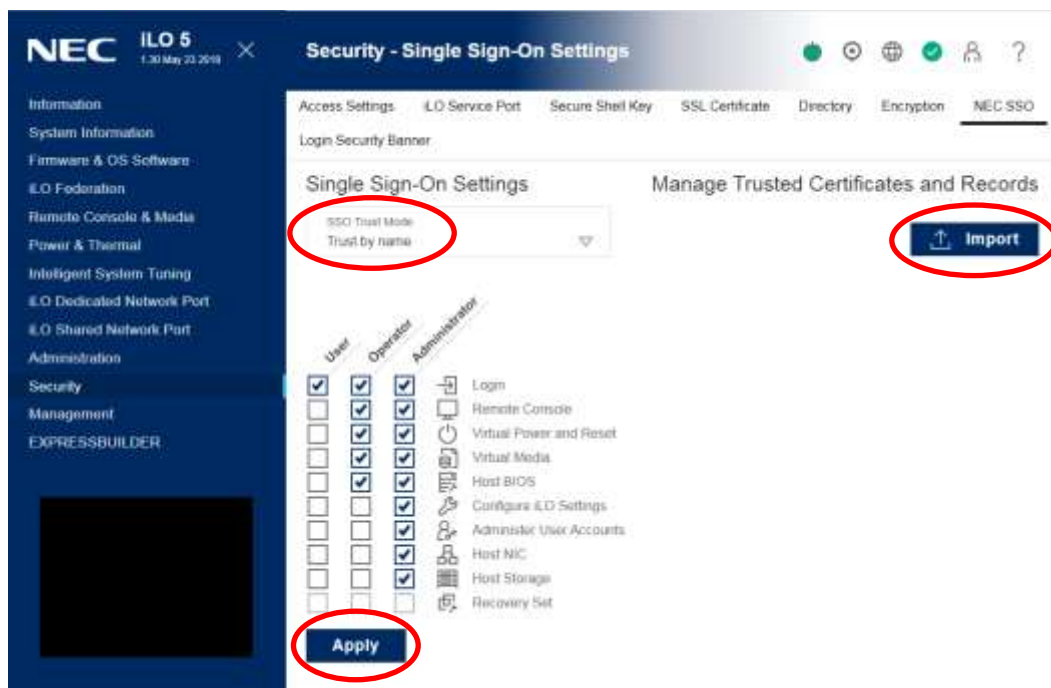 NEC
iLO 5
1.30 May 23 2018
Information
System Information
Firmware & OS Software
iLO Federation
Remote Console & Media
Power & Thermal
Intelligent System Tuning
iLO Dedicated Network Port
iLO Shared Network Port
Administration
Security
Management
EXPRESSBUILDER
Security - Single Sign-On Settings
?
Access Settings
iLO Service Port
Secure Shell Key
SSL Certificate
Directory
Encryption
NEC SSO
Login Security Banner
Single Sign-On Settings
SSO Trust Mode
Trust by name
Manage Trusted Certificates and Records
Import
User
Operator
Administrator
Login
Remote Console
Virtual Power and Reset
Virtual Media
Host BIOS
Configure iLO Settings
Administer User Accounts
Host NIC
Host Storage
Recovery Set
Apply